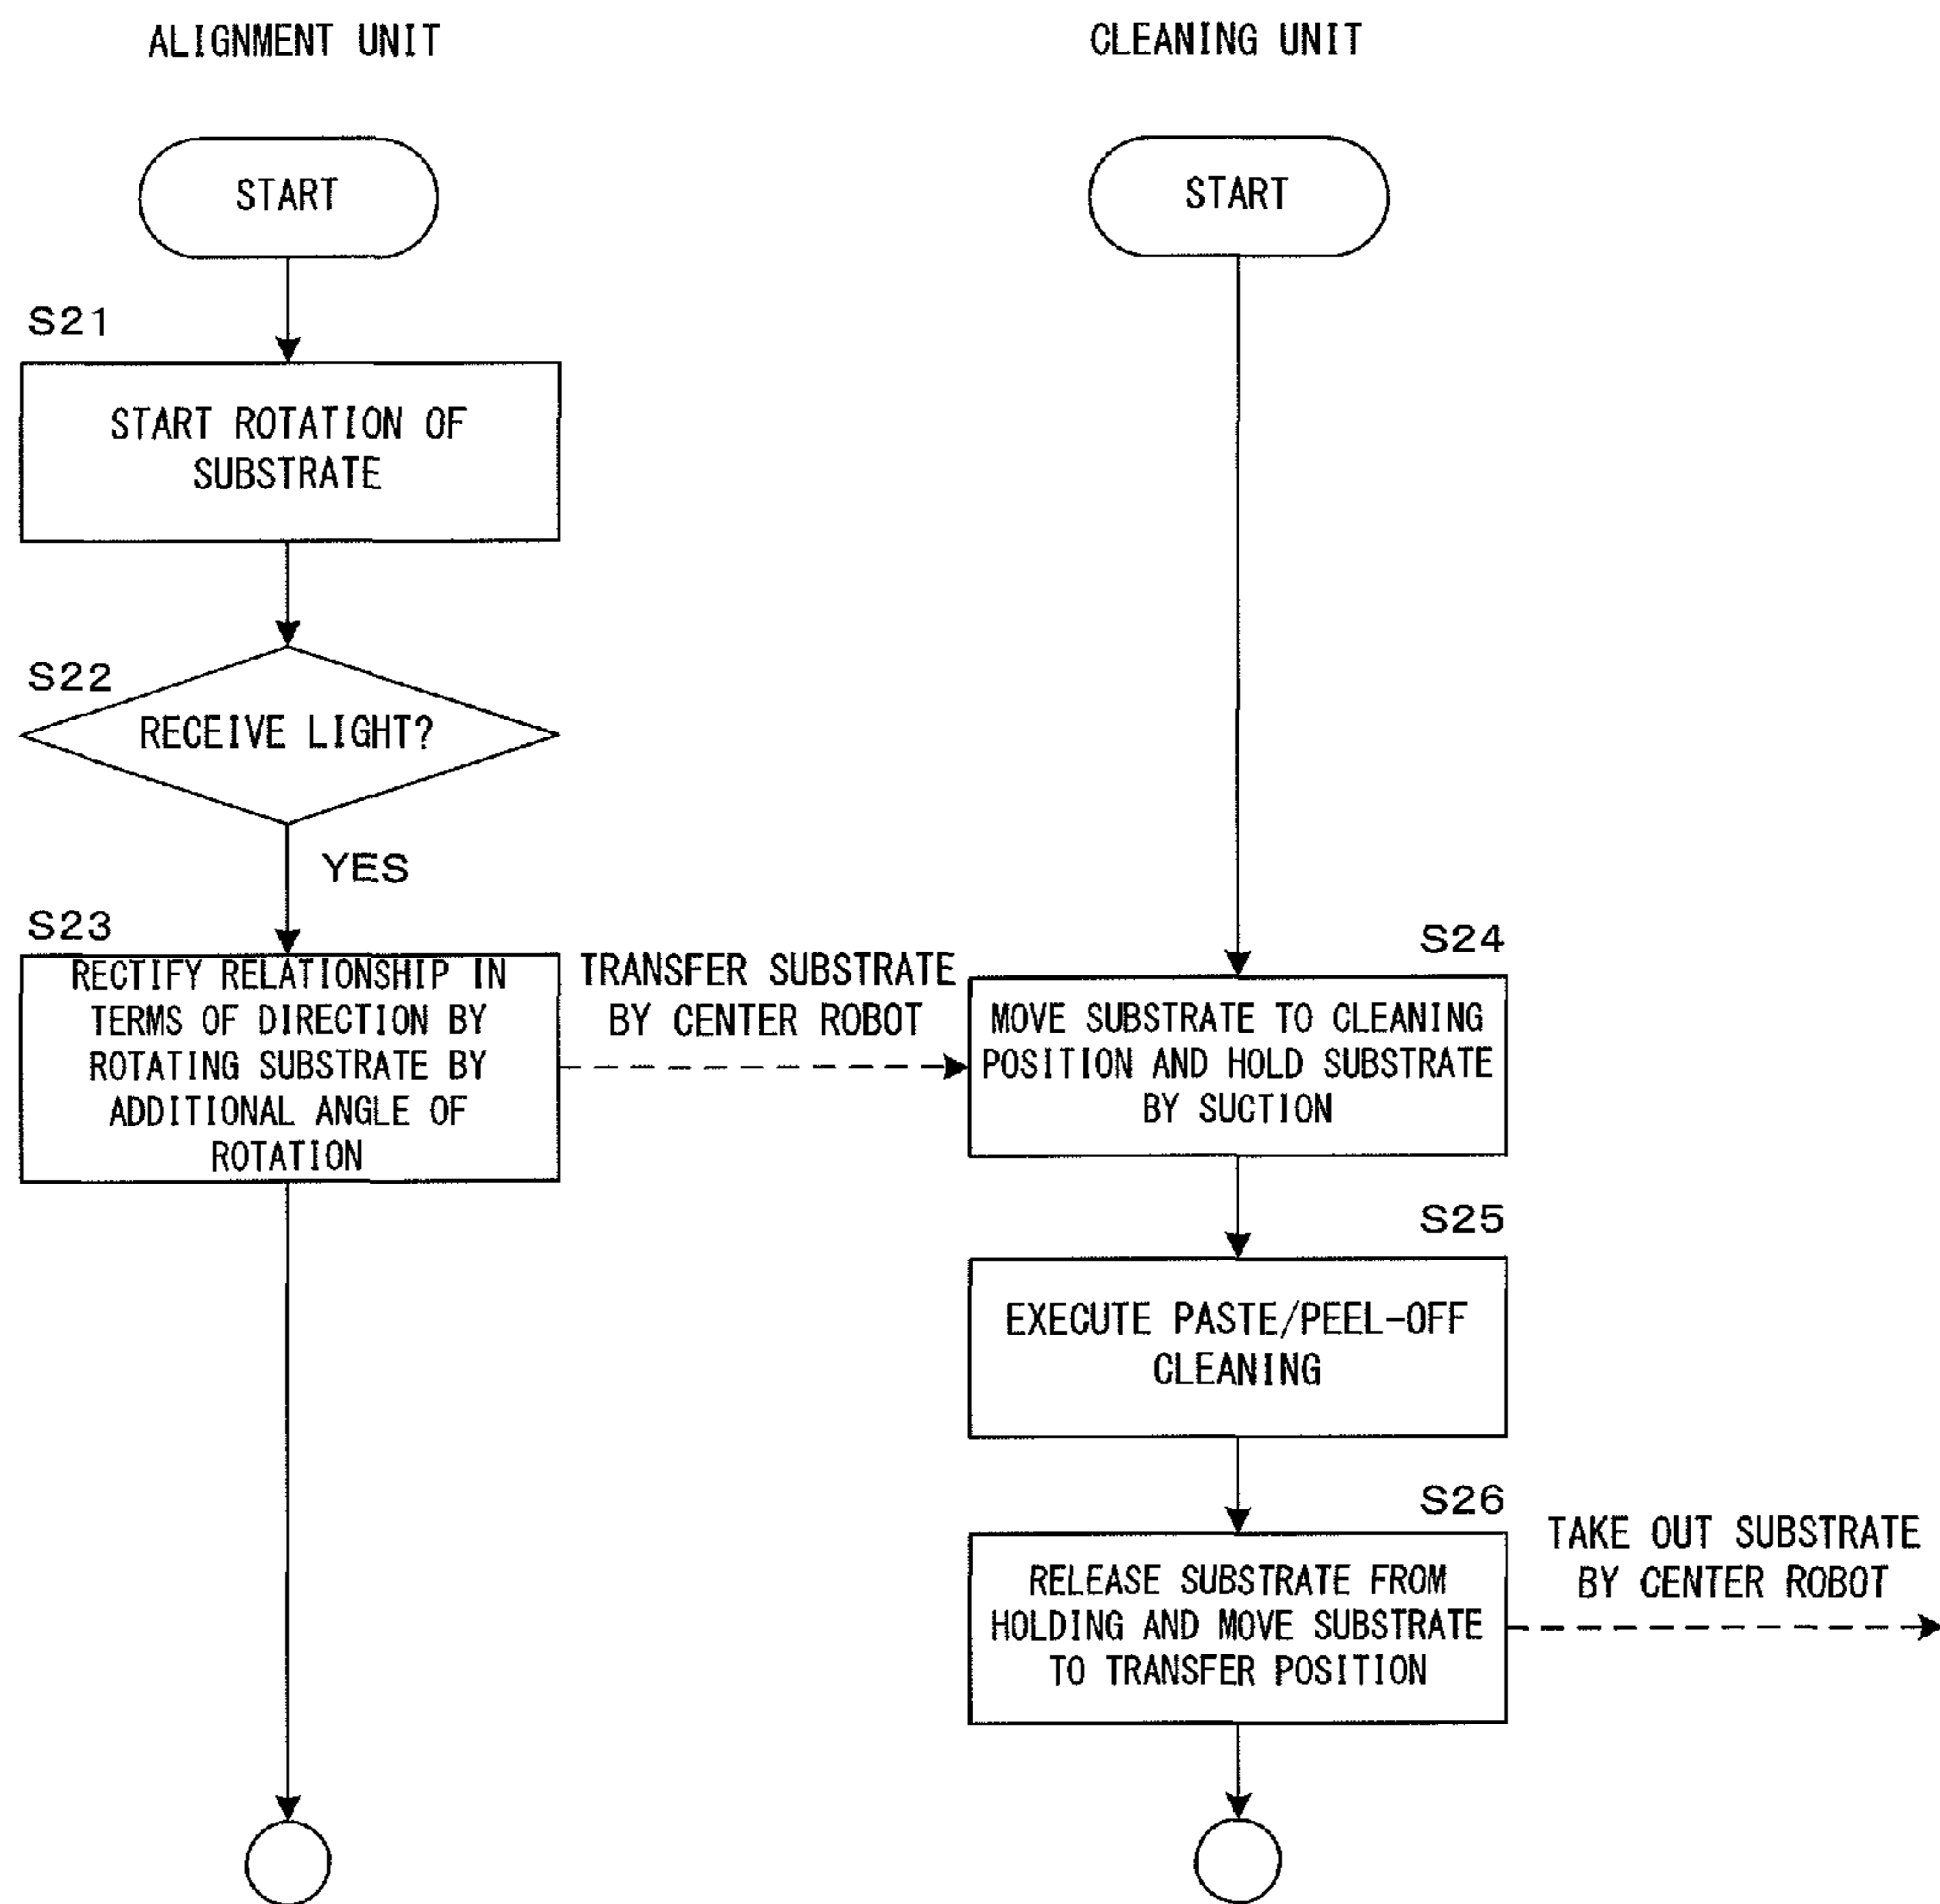 ALIGNMENT UNIT
CLEANING UNIT
START
START
S21
START ROTATION OF
SUBSTRATE
S22
RECEIVE LIGHT?
YES
S23
RECTIFY RELATIONSHIP IN
TERMS OF DIRECTION BY
ROTATING SUBSTRATE BY
ADDITIONAL ANGLE OF
ROTATION
TRANSFER SUBSTRATE
BY CENTER ROBOT
S24
MOVE SUBSTRATE TO CLEANING
POSITION AND HOLD SUBSTRATE
BY SUCTION
S25
EXECUTE PASTE/PEEL-OFF
CLEANING
S26
RELEASE SUBSTRATE FROM
HOLDING AND MOVE SUBSTRATE
TO TRANSFER POSITION
TAKE OUT SUBSTRATE
BY CENTER ROBOT